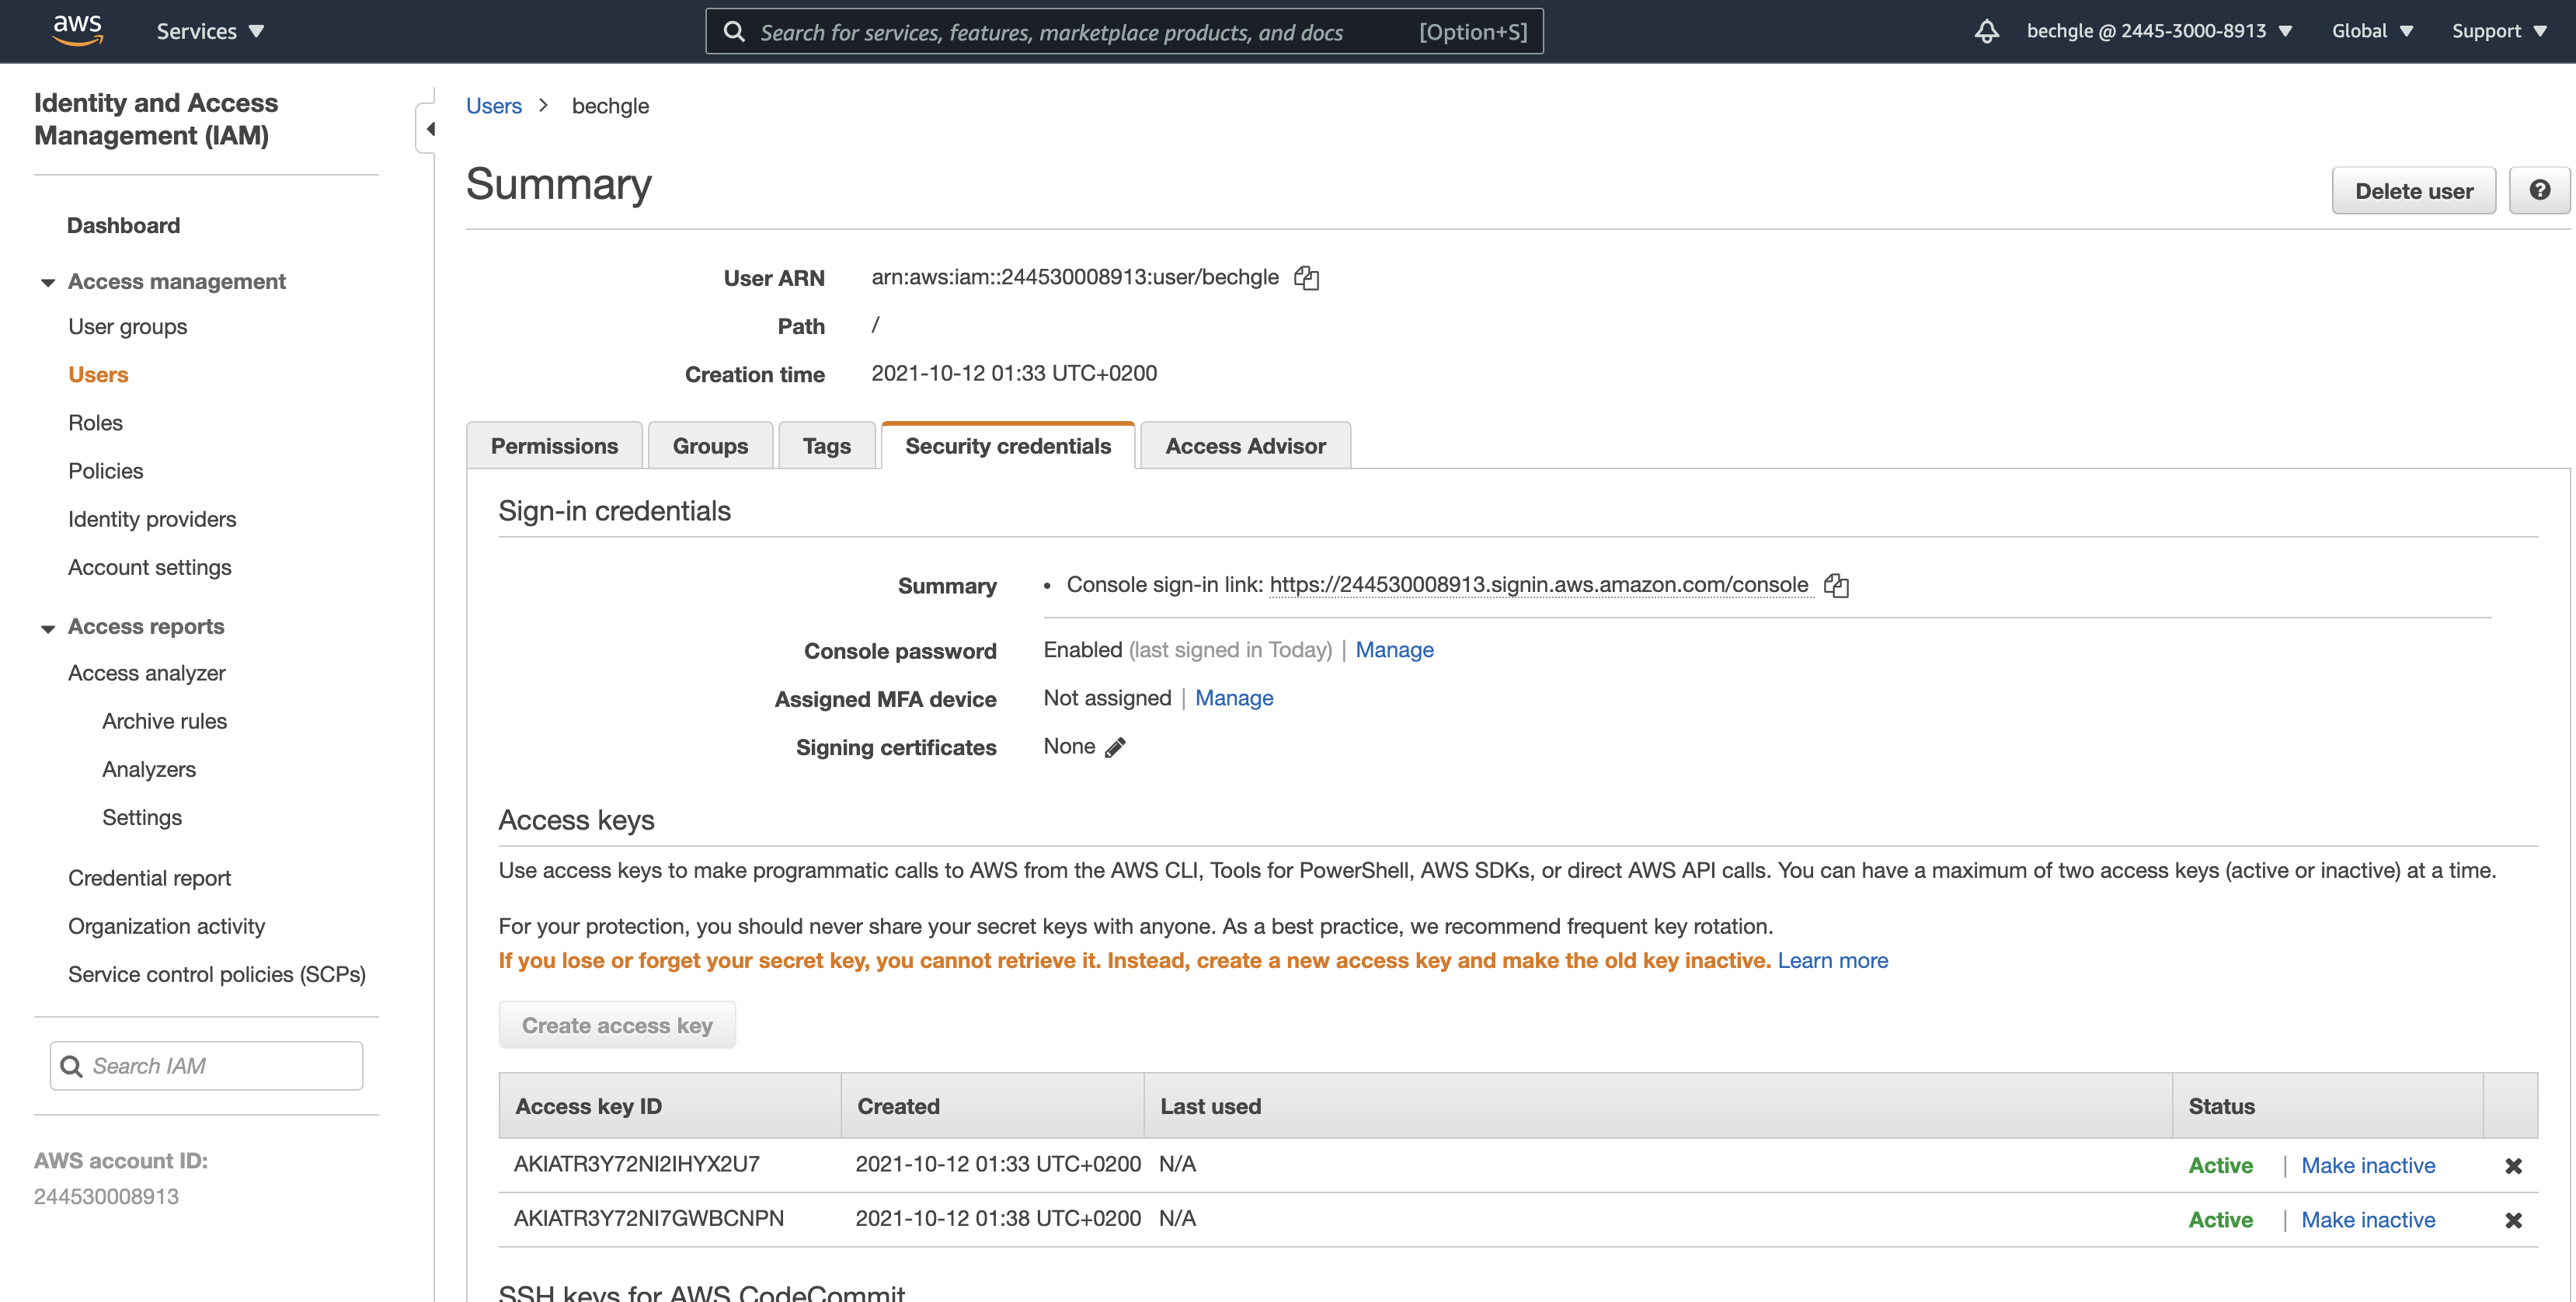 aws
Services
Search for services, features, marketplace products, and docs [Option+S]
bechgle @ 2445-3000-8913
Global
Support
Identity and Access
Management (IAM)
Dashboard
Access management
User groups
Users
Roles
Policies
Identity providers
Account settings
Access reports
Access analyzer
Archive rules
Analyzers
Settings
Credential report
Organization activity
Service control policies (SCPs)
Search IAM
AWS account ID:
244530008913
Users > bechgle
Summary
Delete user
?
User ARN arn:aws:iam::244530008913:user/bechgle
Path /
Creation time 2021-10-12 01:33 UTC+0200
Permissions Groups Tags Security credentials Access Advisor
Sign-in credentials
Summary • Console sign-in link: https://244530008913.signin.aws.amazon.com/console
Console password Enabled (last signed in Today) | Manage
Assigned MFA device Not assigned | Manage
Signing certificates None
Access keys
Use access keys to make programmatic calls to AWS from the AWS CLI, Tools for PowerShell, AWS SDKs, or direct AWS API calls. You can have a maximum of two access keys (active or inactive) at a time.
For your protection, you should never share your secret keys with anyone. As a best practice, we recommend frequent key rotation.
If you lose or forget your secret key, you cannot retrieve it. Instead, create a new access key and make the old key inactive. Learn more
Create access key
Access key ID Created Last used Status
AKIATR3Y72NI2IHYX2U7 2021-10-12 01:33 UTC+0200 N/A Active | Make inactive
AKIATR3Y72NI7GWBCNPN 2021-10-12 01:38 UTC+0200 N/A Active | Make inactive
SSH keys for AWS CodeCommit